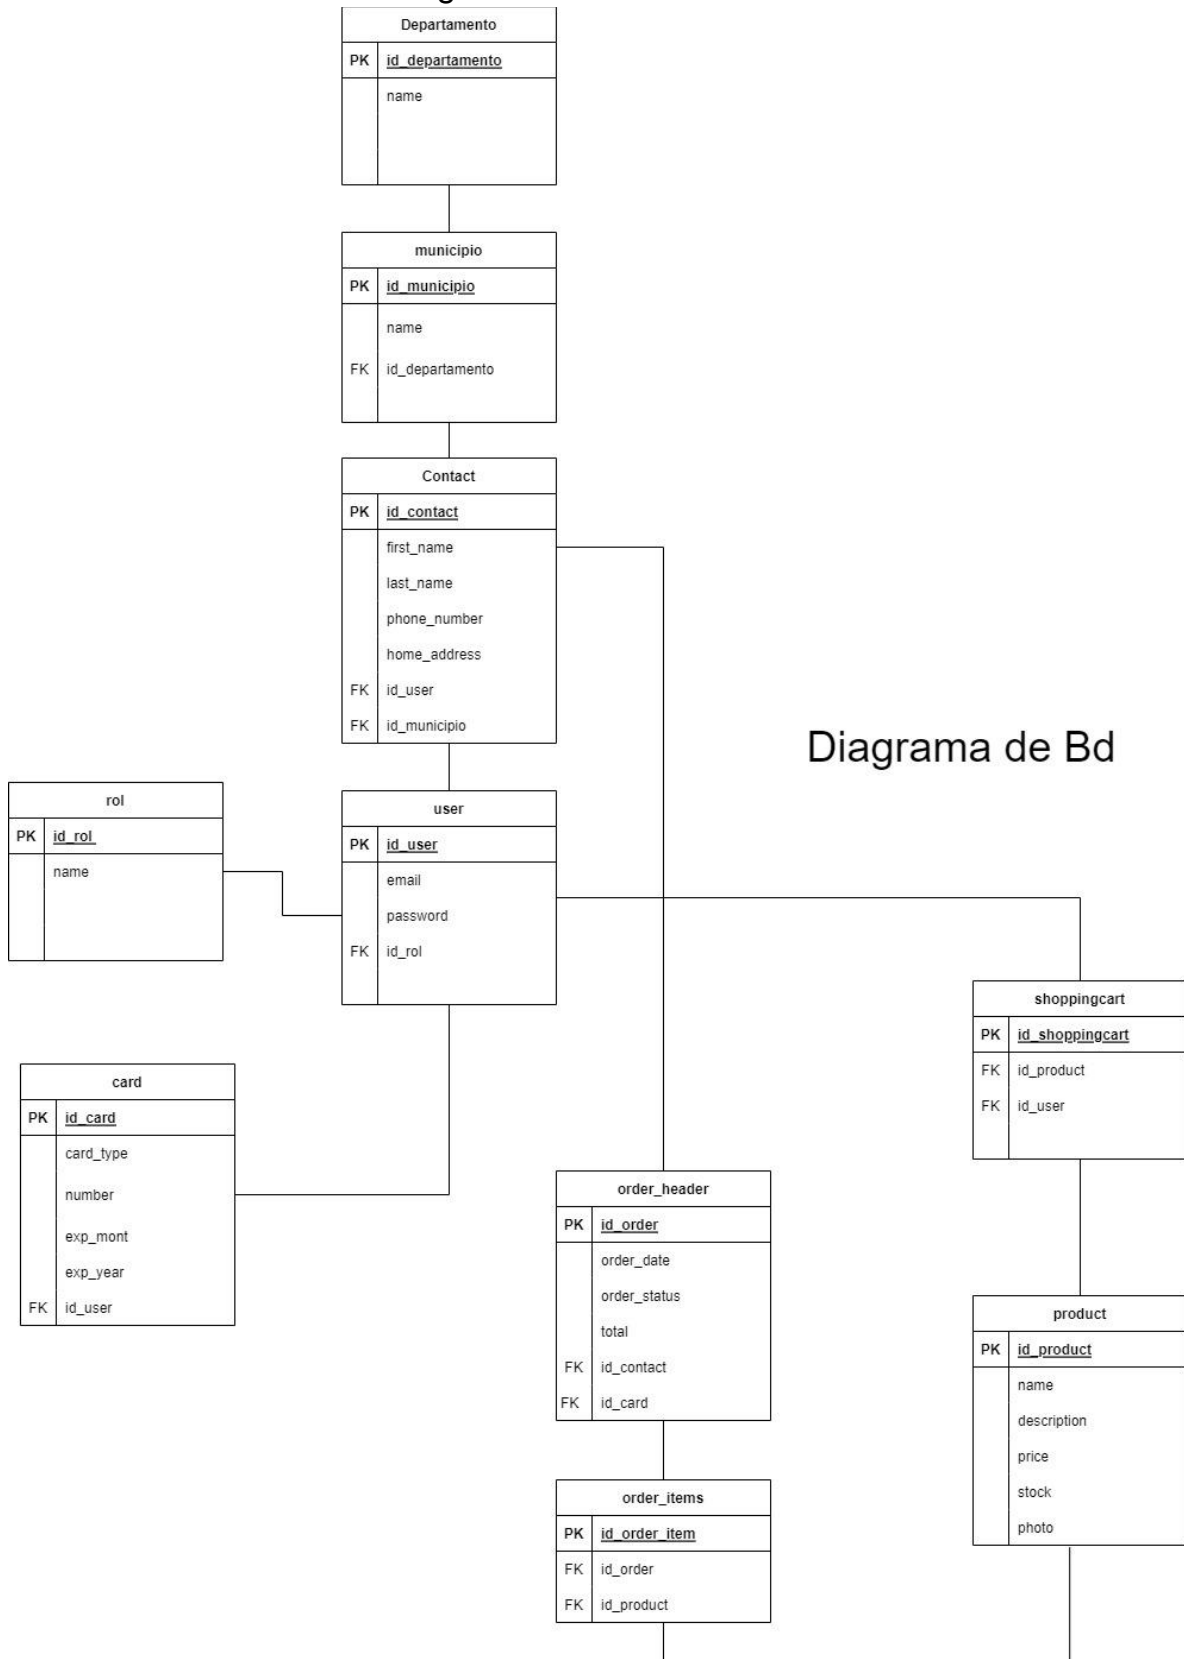 Departamento
PK id_departamento
name
municipio
PK id_municipio
name
FK id_departamento
Contact
PK id_contact
first_name
last_name
phone_number
home_address
FK id_user
FK id_municipio
Diagrama de Bd
rol
PK id_rol
name
user
PK id_user
email
password
FK id_rol
shoppingcart
PK id_shoppingcart
FK id_product
FK id_user
card
PK id_card
card_type
number
exp_mont
exp_year
FK id_user
order_header
PK id_order
order_date
order_status
total
FK id_contact
FK id_card
product
PK id_product
name
description
price
stock
photo
order_items
PK id_order_item
FK id_order
FK id_product